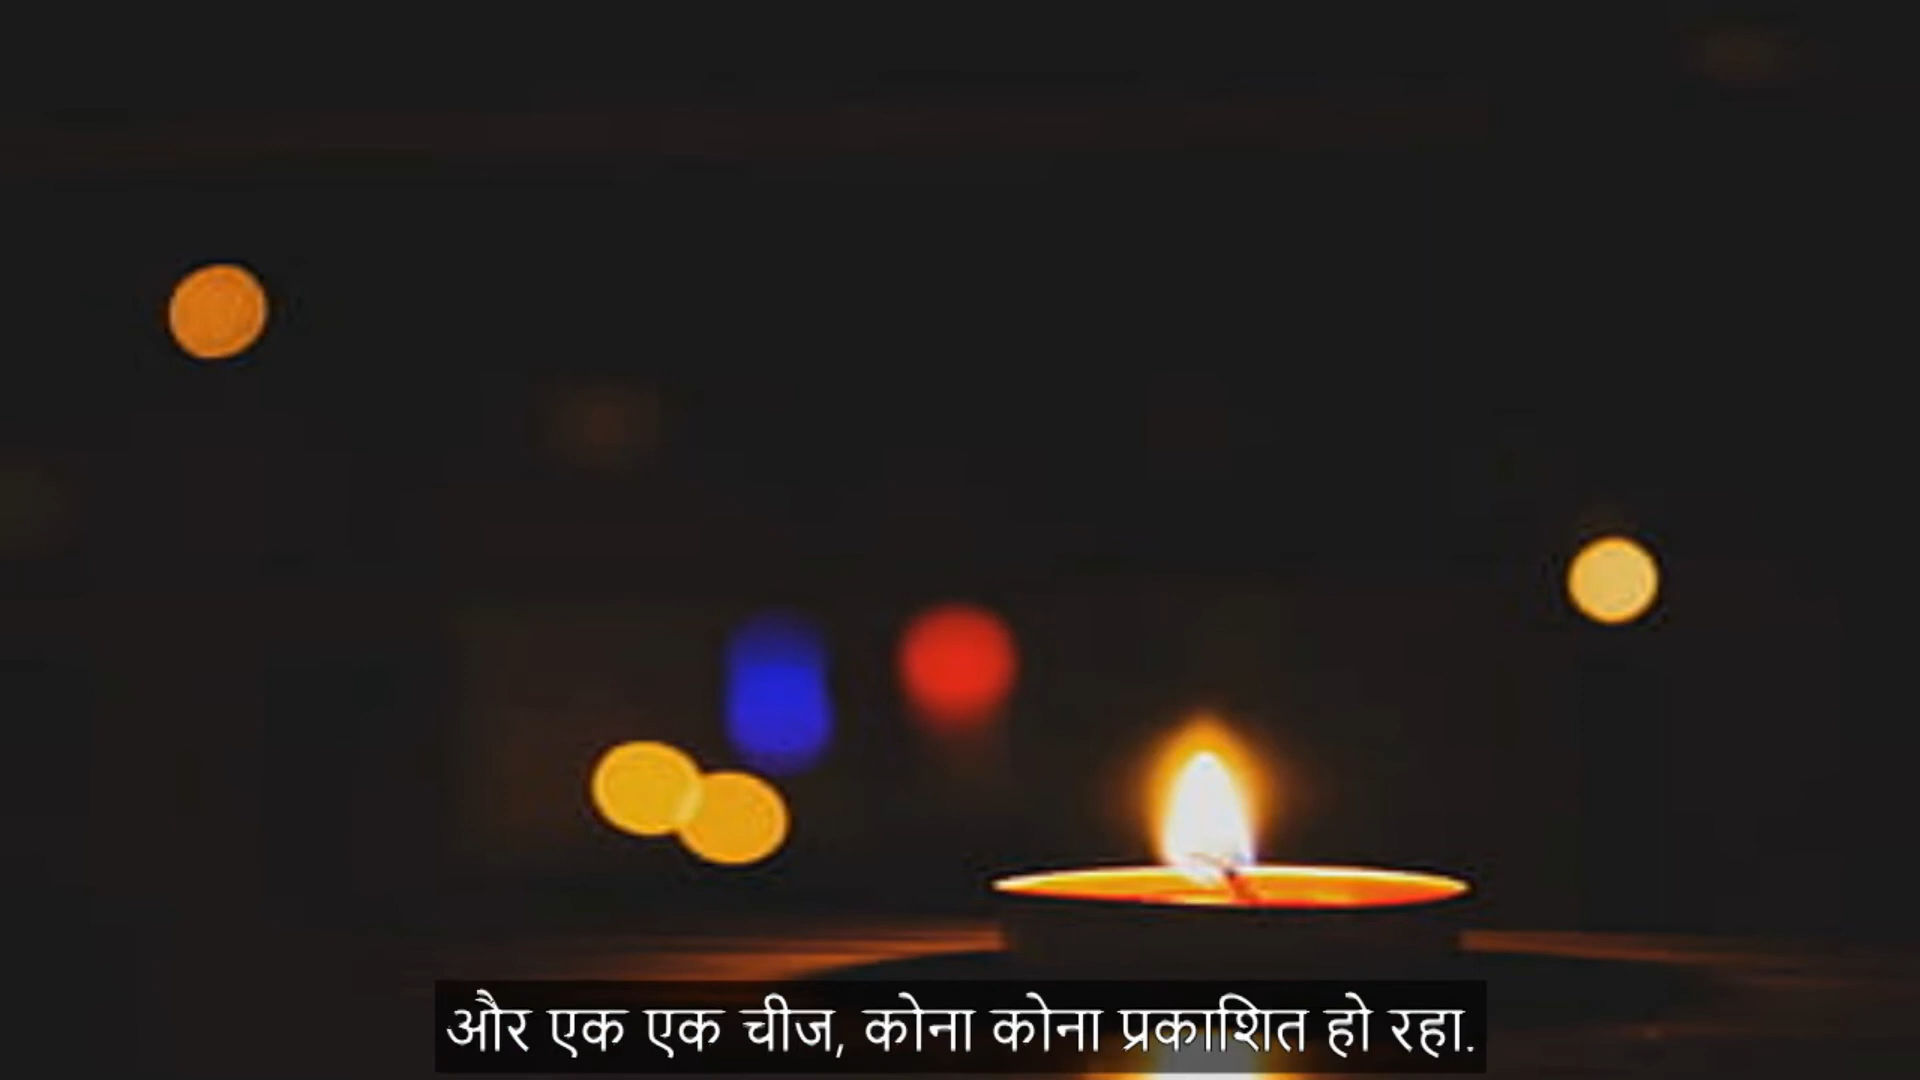 और एक एक चीज, कोना कोना प्रकाशित हो रहा.